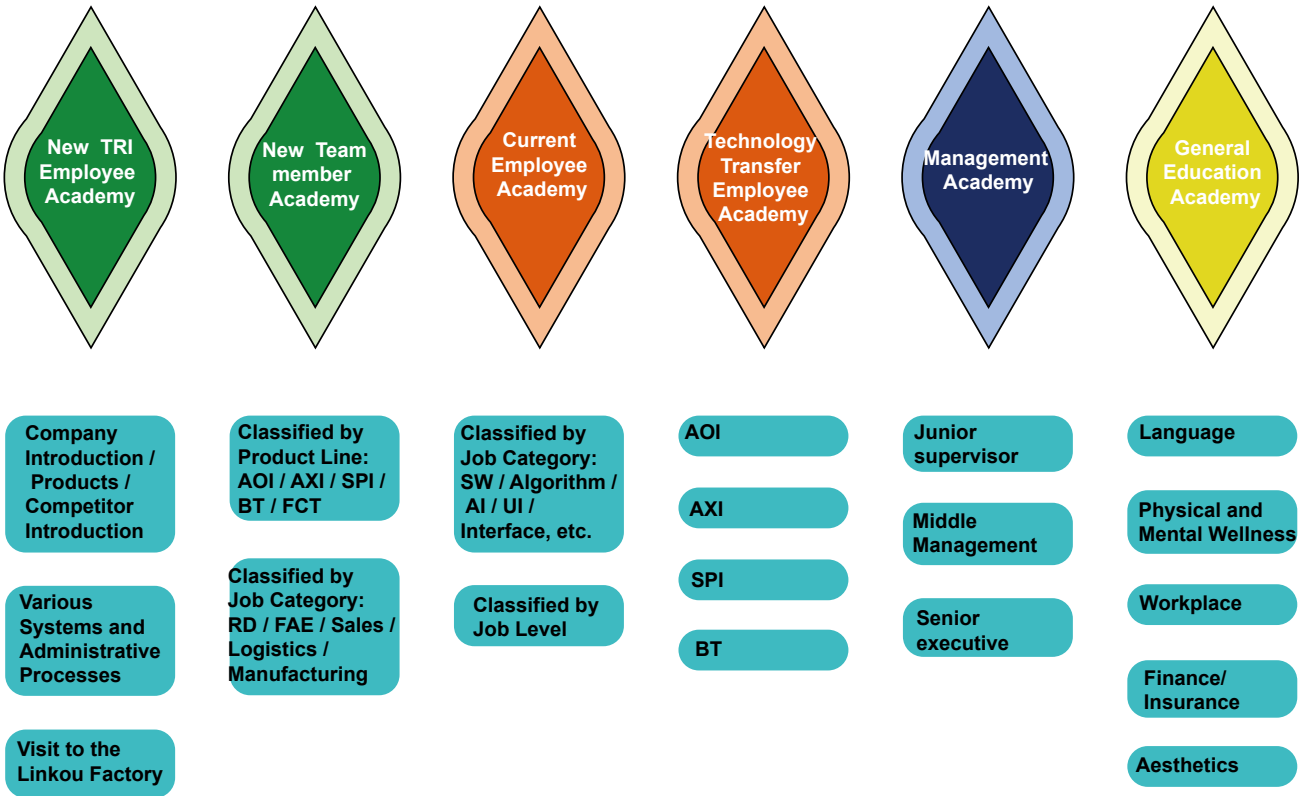 New TRI
Employee
Academy
New Team
member
Academy
Current
Employee
Academy
Technology
Transfer
Employee
Academy
Management
Academy
General
Education
Academy
Company
Introduction /
Products /
Competitor
Introduction
Various
Systems and
Administrative
Processes
Visit to the
Linkou Factory
Classified by
Product Line:
AOI / AXI / SPI /
BT / FCT
Classified by
Job Category:
RD / FAE / Sales /
Logistics /
Manufacturing
Classified by
Job Category:
SW / Algorithm /
AI / UI /
Interface, etc.
Classified by
Job Level
AOI
AXI
SPI
BT
Junior
supervisor
Middle
Management
Senior
executive
Language
Physical and
Mental Wellness
Workplace
Finance/
Insurance
Aesthetics